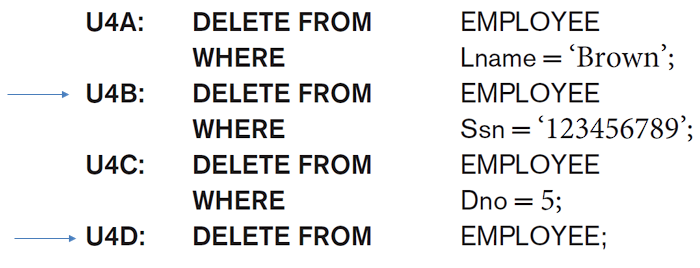 U4A: DELETE FROM EMPLOYEE
WHERE Lname = ‘Brown’;
U4B: DELETE FROM EMPLOYEE
WHERE Ssn = ‘123456789’;
U4C: DELETE FROM EMPLOYEE
WHERE Dno = 5;
U4D: DELETE FROM EMPLOYEE;